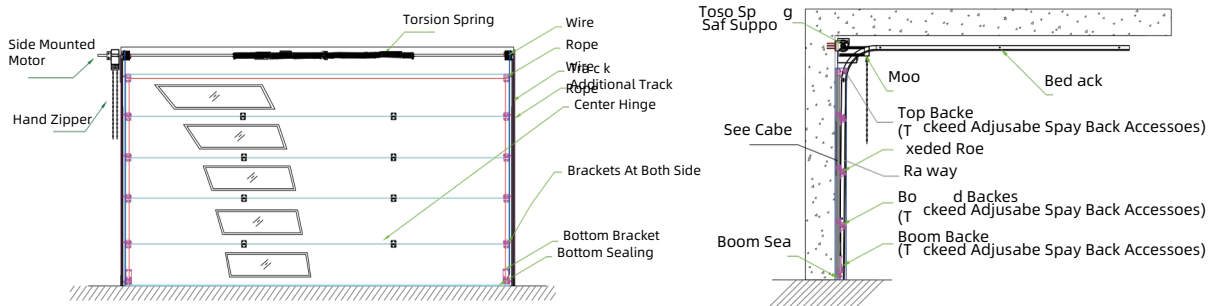 Torsion Spring
Side Mounted
Motor
Hand Zipper
Wire
Rope
Wire
Track
Rope
Additional Track
Center Hinge
Brackets At Both Side
Bottom Bracket
Bottom Sealing
Toso Sp g
Saf Suppo
Moo
Bed ack
Top Backe
(T ckeed Adjusabe Spay Back Accessoes)
See Cabe
xeded Roe
Ra way
Bo d Backes
(T ckeed Adjusabe Spay Back Accessoes)
Boom Sea
Boom Backe
(T ckeed Adjusabe Spay Back Accessoes)